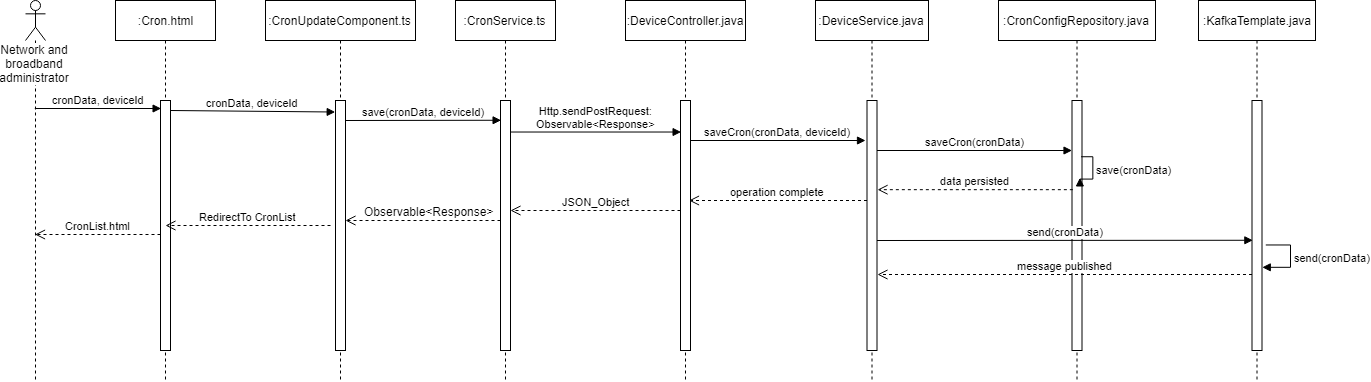 :Cron.html
:CronUpdateComponent.ts
:CronService.ts
:DeviceController.java
:DeviceService.java
:CronConfigRepository.java
:KafkaTemplate.java
Network and
broadband
administrator
cronData, deviceId
cronData, deviceId
save(cronData, deviceId)
Http.sendPostRequest:
Observable<Response>
saveCron(cronData, deviceId)
saveCron(cronData)
save(cronData)
data persisted
operation complete
JSON_Object
Observable<Response>
RedirectTo CronList
CronList.html
send(cronData)
send(cronData)
message published